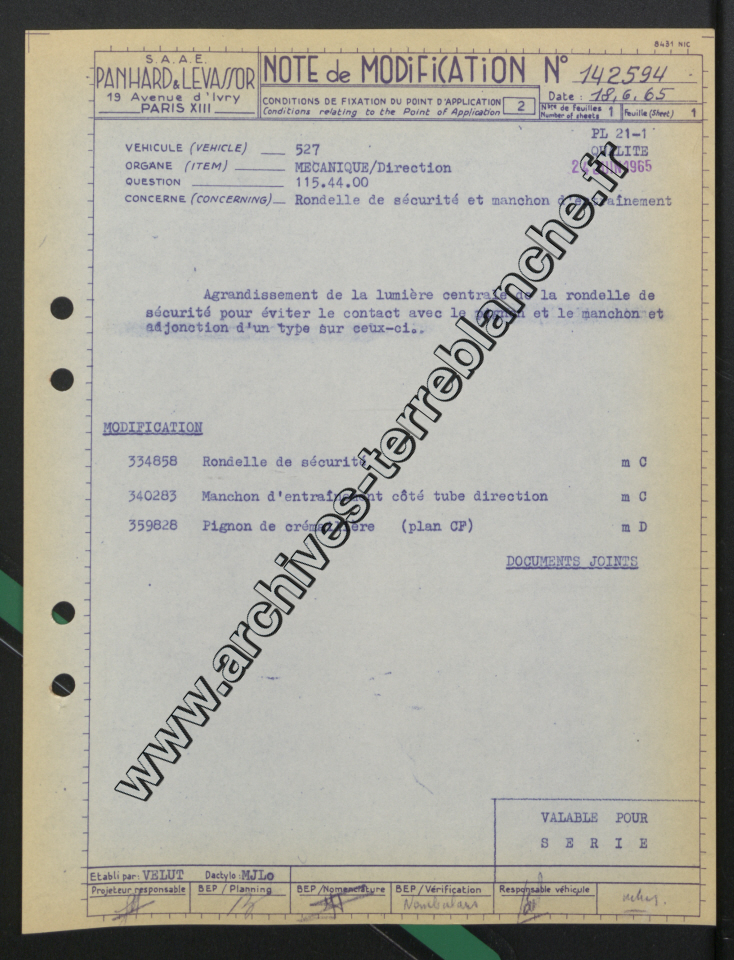 8431 NIC
S.A.A.E.
PANHARD & LEVASSOR
19 Avenue d'Ivry
PARIS XIII
NOTE de MODIFICATION N° 142594
Date : 18.6.65
CONDITIONS DE FIXATION DU POINT D'APPLICATION
Conditions relating to the Point of Application
2
Nbre de feuilles
Number of sheets 1
Feuille (Sheet) 1
PL 21-1
QUALITE
JUIN 1965
VEHICULE (VEHICLE) 527
ORGANE (ITEM) MECANIQUE/Direction
QUESTION 115.44.00
CONCERNE (CONCERNING) Rondelle de sécurité et manchon d'entraînement
Agrandissement de la lumière centrale de la rondelle de
sécurité pour éviter le contact avec le pignon et le manchon et
adjonction d'un type sur ceux-ci..
MODIFICATION
334858 Rondelle de sécurité m C
340283 Manchon d'entraînement côté tube direction m C
359828 Pignon de crémaillère (plan CF) m D
DOCUMENTS JOINTS
www.archives-terreblanche.fr
VALABLE POUR
S E R I E
Etabli par : VELUT Dactylo : MJLo
Projeteur responsable
BEP / Planning
BEP / Nomenclature
BEP / Vérification
Responsable véhicule